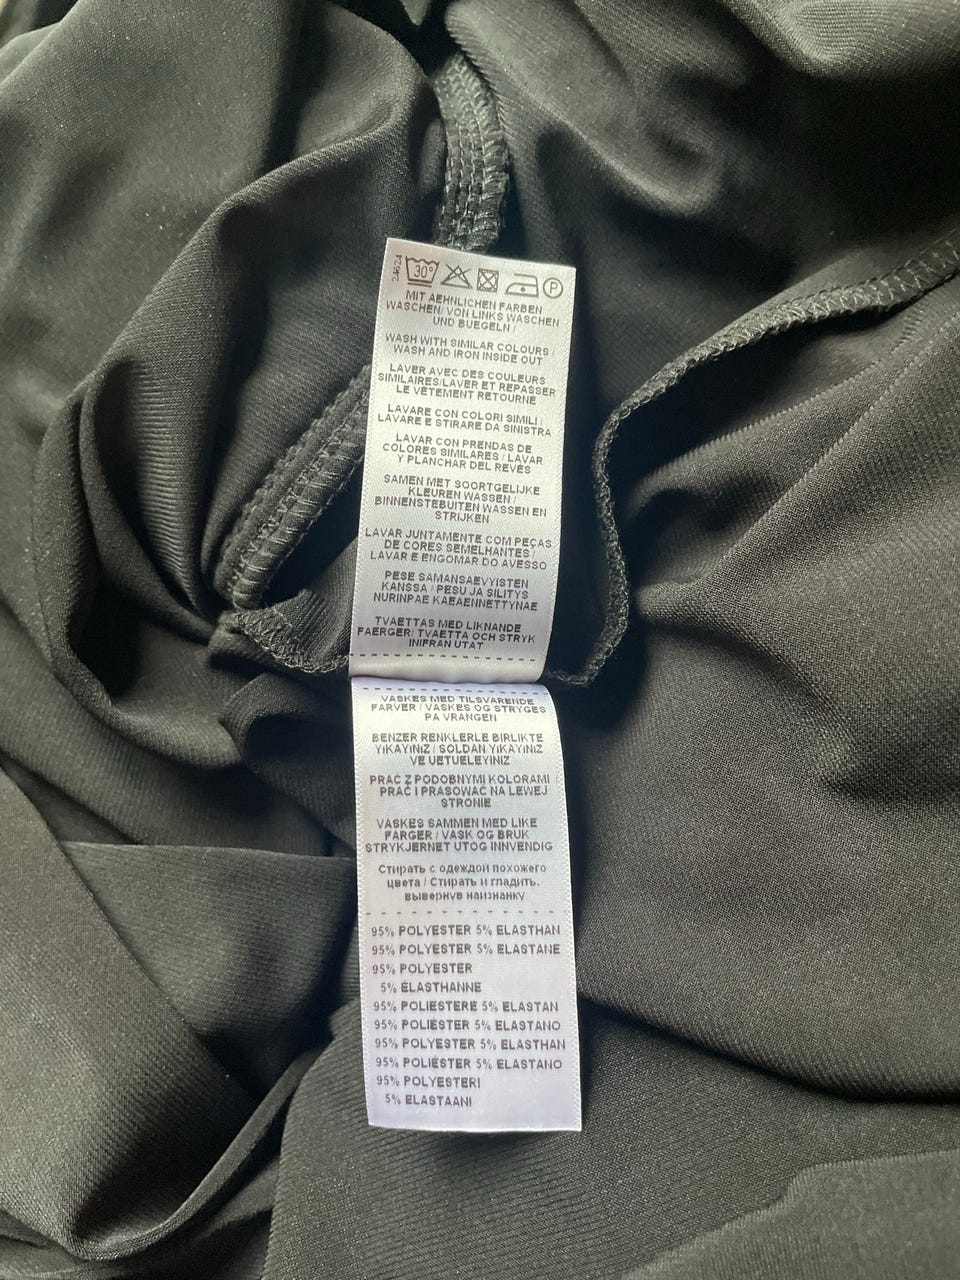 24624
30°
P
MIT AEHNLICHEN FARBEN
WASCHEN/ VON LINKS WASCHEN
UND BUEGELN /
WASH WITH SIMILAR COLOURS /
WASH AND IRON INSIDE OUT
LAVER AVEC DES COULEURS
SIMILAIRES/LAVER ET REPASSER
LE VÊTEMENT RETOURNE
LAVARE CON COLORI SIMILI /
LAVARE E STIRARE DA SINISTRA
LAVAR CON PRENDAS DE
COLORES SIMILARES / LAVAR
Y PLANCHAR DEL REVÉS
SAMEN MET SOORTGELIJKE
KLEUREN WASSEN /
BINNENSTEBUITEN WASSEN EN
STRIJKEN
LAVAR JUNTAMENTE COM PEÇAS
DE CORES SEMELHANTES /
LAVAR E ENGOMAR DO AVESSO
PESE SAMANSAEVYISTEN
KANSSA / PESU JA SILITYS
NURINPAE KAEAENNETTYNAE
TVAETTAS MED LIKNANDE
FAERGER/ TVAETTA OCH STRYK
INIFRAN UTAT
VASKES MED TILSVARENDE
FARVER / VASKES OG STRYGES
PA VRANGEN
BENZER RENKLERLE BIRLIKTE
YIKAYINIZ / SOLDAN YIKAYINIZ
VE UETUELEYINIZ
PRAĆ Z PODOBNYMI KOLORAMI /
PRAĆ I PRASOWAĆ NA LEWEJ
STRONIE
VASKES SAMMEN MED LIKE
FARGER / VASK OG BRUK
STRYKJERNET UTOG INNVENDIG
Стирать с одеждой похожего
цвета / Стирать и гладить,
вывернув наизнанку
95% POLYESTER 5% ELASTHAN
95% POLYESTER 5% ELASTANE
95% POLYESTER
5% ÉLASTHANNE
95% POLIESTERE 5% ELASTAN
95% POLIÉSTER 5% ELASTANO
95% POLYESTER 5% ELASTHAN
95% POLIÉSTER 5% ELASTANO
95% POLYESTERI
5% ELASTAANI